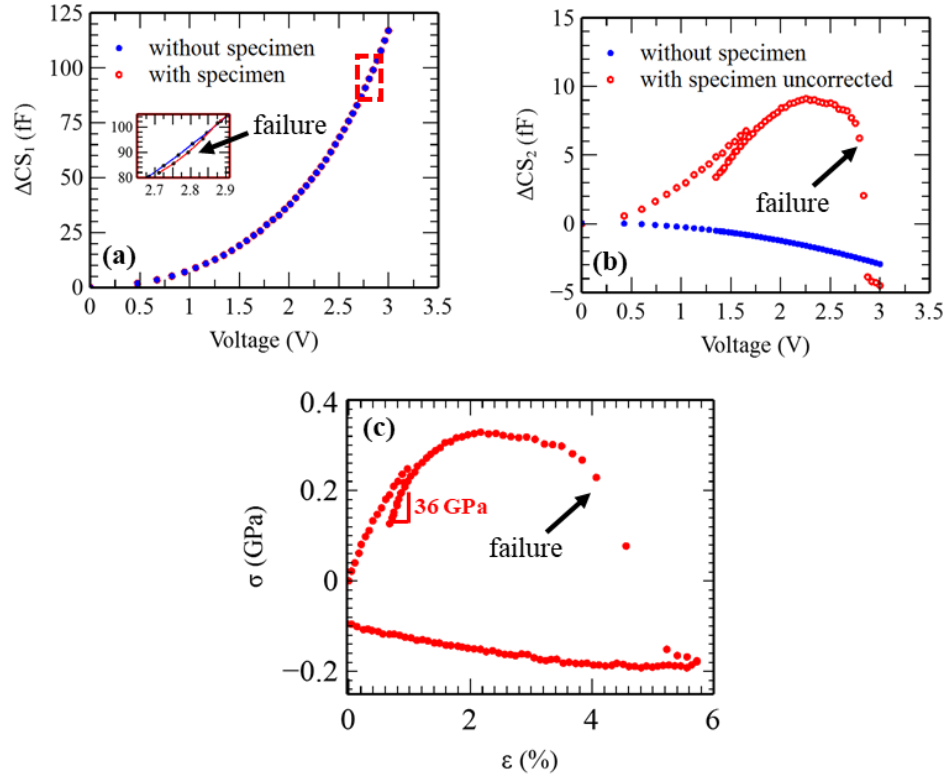 125
100
75
50
25
0
ΔCS₁ (fF)
without specimen
with specimen
100
90
80
2.7 2.8 2.9
failure
(a)
0 0.5 1 1.5 2 2.5 3 3.5
Voltage (V)
15
10
5
0
−5
ΔCS₂ (fF)
without specimen
with specimen uncorrected
failure
(b)
0 0.5 1 1.5 2 2.5 3 3.5
Voltage (V)
0.4
0.2
0
−0.2
σ (GPa)
(c)
36 GPa
failure
0 2 4 6
ε (%)